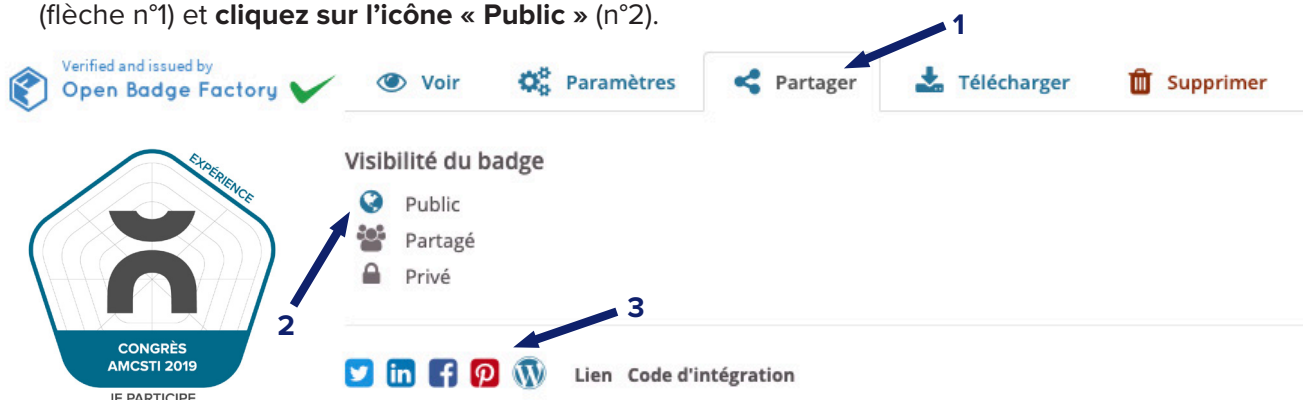 (flèche n°1) et cliquez sur l’icône « Public » (n°2).
1
Verified and issued by
Open Badge Factory
Voir Paramètres Partager Télécharger Supprimer
EXPÉRIENCE
Visibilité du badge
Public
Partagé
Privé
2
3
CONGRÈS
AMCSTI 2019
JE PARTICIPE
Lien Code d'intégration